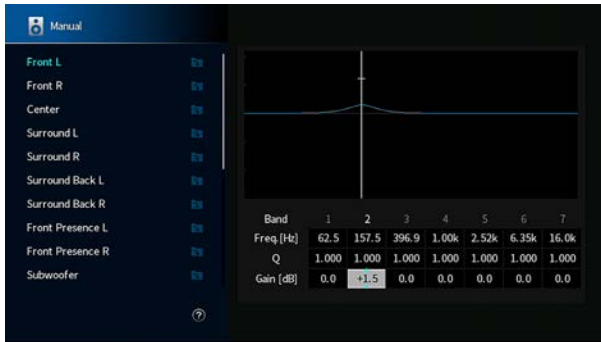 Manual
Front L
Front R
Center
Surround L
Surround R
Surround Back L
Surround Back R
Front Presence L
Front Presence R
Subwoofer
Band 1 2 3 4 5 6 7
Freq.[Hz] 62.5 157.5 396.9 1.00k 2.52k 6.35k 16.0k
Q 1.000 1.000 1.000 1.000 1.000 1.000 1.000
Gain [dB] 0.0 +1.5 0.0 0.0 0.0 0.0 0.0
?